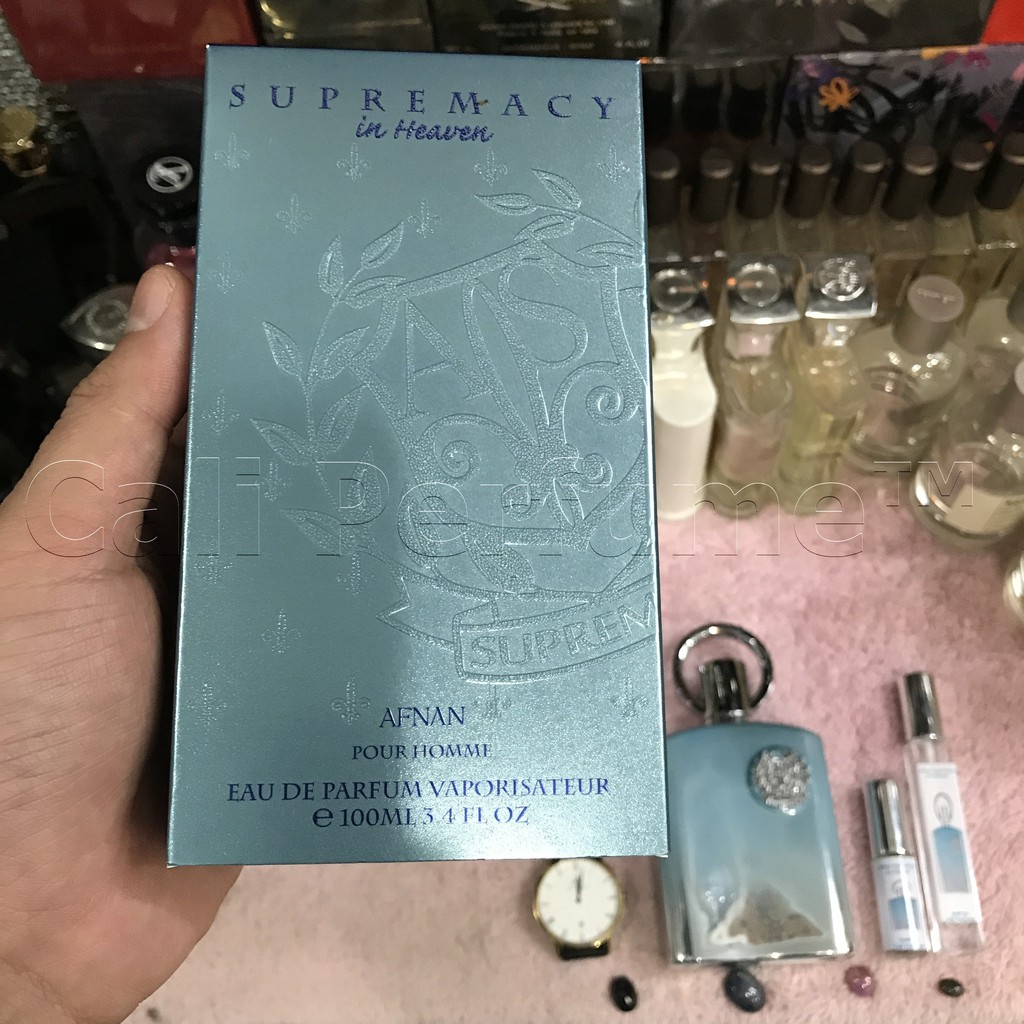 SUPREMACY
in Heaven
SUPREM
AFNAN
POUR HOMME
EAU DE PARFUM VAPORISATEUR
e 100ML 3.4 FL OZ
Cali Perfume™